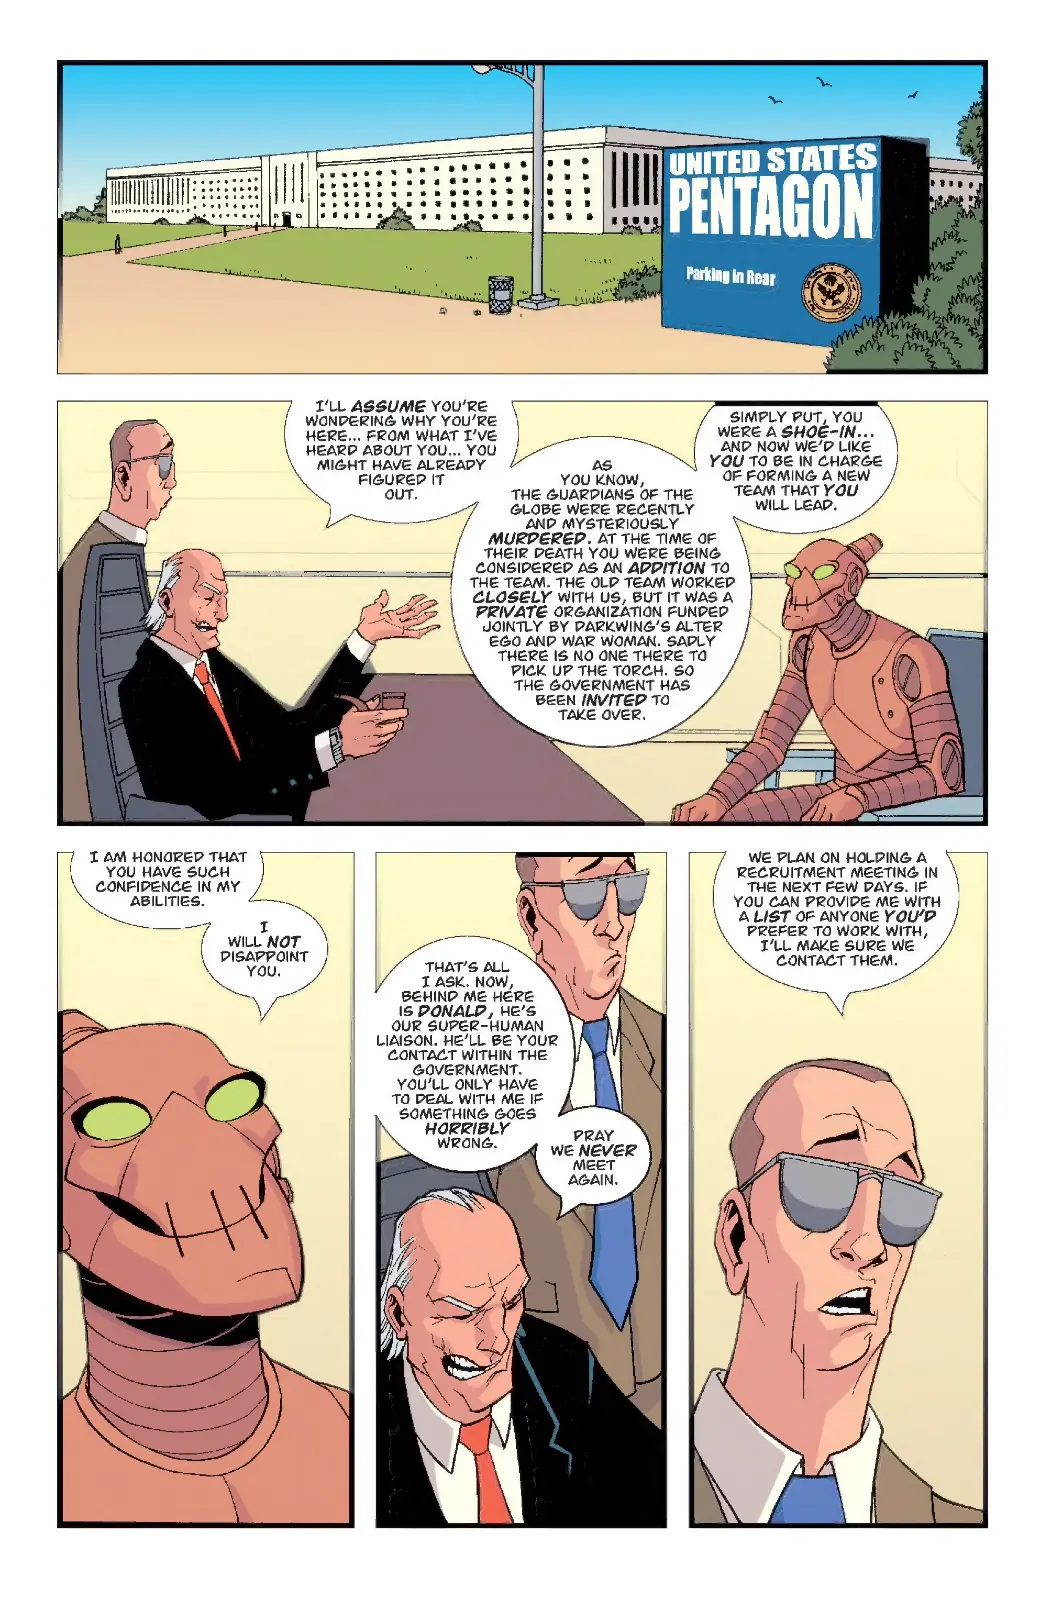 UNITED STATES
PENTAGON
Parking in Rear
I'LL ASSUME YOU'RE
WONDERING WHY YOU'RE
HERE... FROM WHAT I'VE
HEARD ABOUT YOU... YOU
MIGHT HAVE ALREADY
FIGURED IT
OUT.
AS
YOU KNOW,
THE GUARDIANS OF THE
GLOBE WERE RECENTLY
AND MYSTERIOUSLY
MURDERED. AT THE TIME OF
THEIR DEATH YOU WERE BEING
CONSIDERED AS AN ADDITION TO
THE TEAM. THE OLD TEAM WORKED
CLOSELY WITH US, BUT IT WAS A
PRIVATE ORGANIZATION FUNDED
JOINTLY BY DARKWING'S ALTER
EGO AND WAR WOMAN. SADLY
THERE IS NO ONE THERE TO
PICK UP THE TORCH. SO
THE GOVERNMENT HAS
BEEN INVITED TO
TAKE OVER.
SIMPLY PUT, YOU
WERE A SHOE-IN...
AND NOW WE'D LIKE
YOU TO BE IN CHARGE
OF FORMING A NEW
TEAM THAT YOU
WILL LEAD.
I AM HONORED THAT
YOU HAVE SUCH
CONFIDENCE IN MY
ABILITIES.
I
WILL NOT
DISAPPOINT
YOU.
THAT'S ALL
I ASK. NOW,
BEHIND ME HERE
IS DONALD, HE'S
OUR SUPER-HUMAN
LIAISON. HE'LL BE YOUR
CONTACT WITHIN THE
GOVERNMENT.
YOU'LL ONLY HAVE
TO DEAL WITH ME IF
SOMETHING GOES
HORRIBLY
WRONG.
PRAY
WE NEVER
MEET
AGAIN.
WE PLAN ON HOLDING A
RECRUITMENT MEETING IN
THE NEXT FEW DAYS. IF
YOU CAN PROVIDE ME WITH
A LIST OF ANYONE YOU'D
PREFER TO WORK WITH,
I'LL MAKE SURE WE
CONTACT THEM.